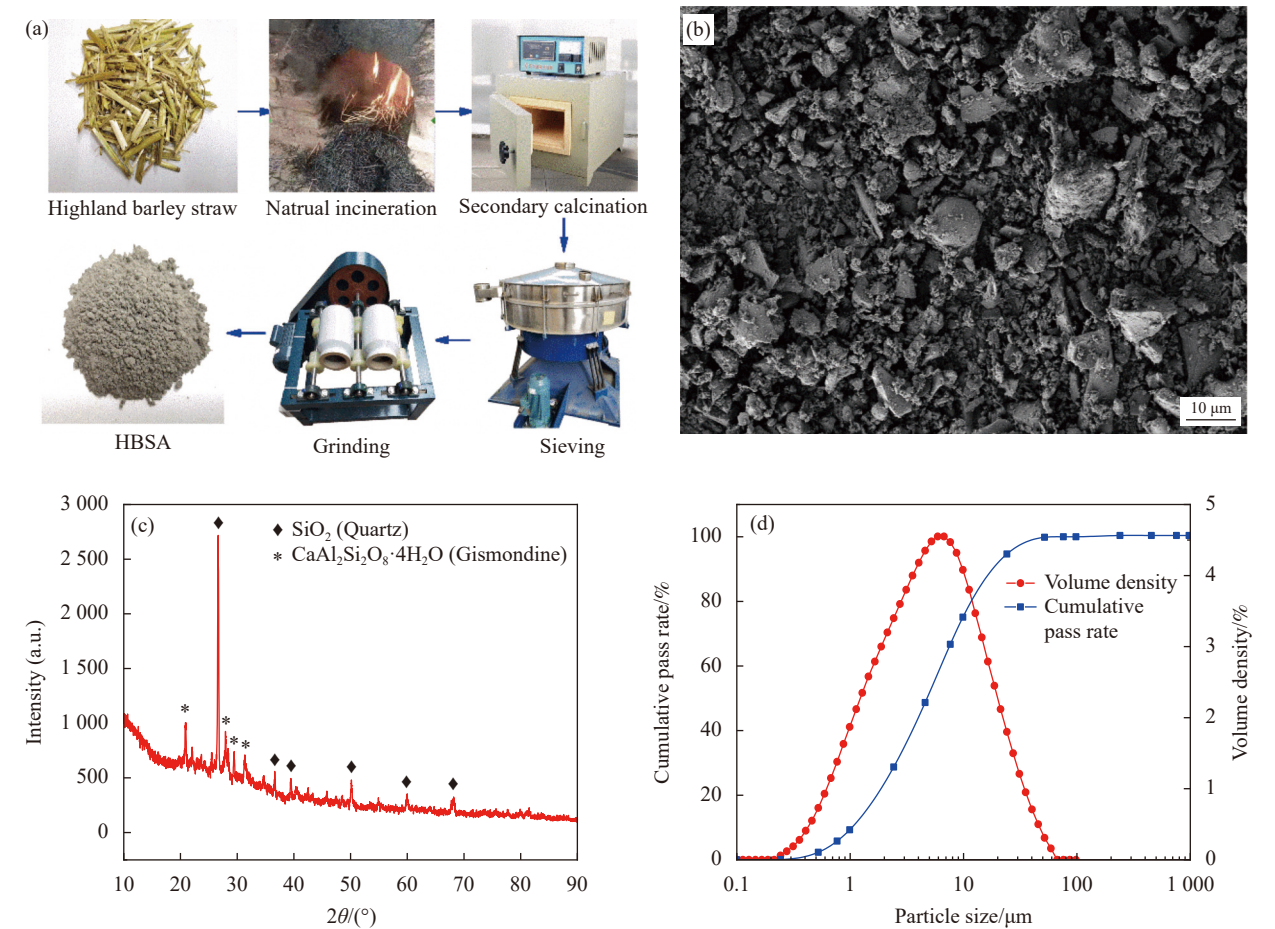 (a)
Highland barley straw
Natrual incineration
Secondary calcination
HBSA
Grinding
Sieving
(b)
10 μm
(c)
3 000
2 500
2 000
1 500
1 000
500
0
Intensity (a.u.)
♦ SiO₂ (Quartz)
* CaAl₂Si₂O₈·4H₂O (Gismondine)
10 20 30 40 50 60 70 80 90
2θ/(°)
(d)
100
80
60
40
20
0
Cumulative pass rate/%
Volume density
Cumulative
pass rate
5
4
3
2
1
0
Volume density/%
0.1 1 10 100 1 000
Particle size/μm